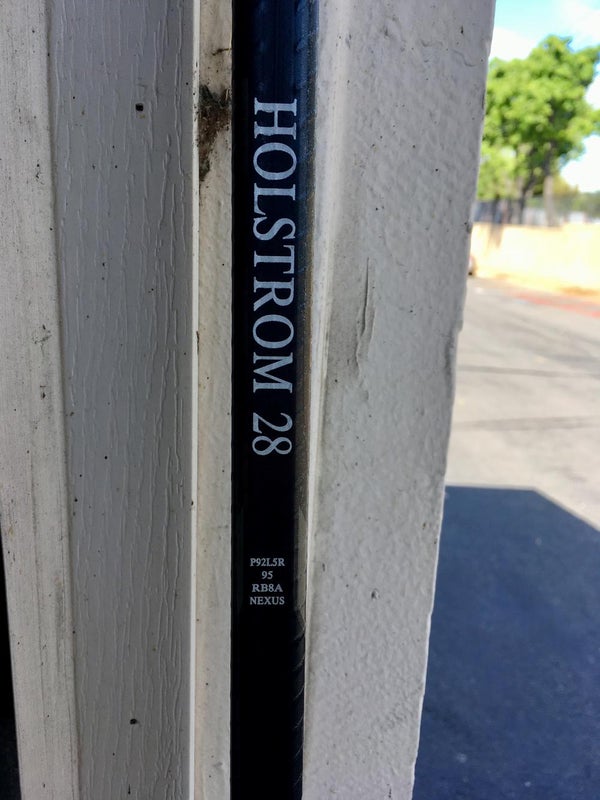 HOLSTROM 28
P92L5R
95
RB8A
NEXUS